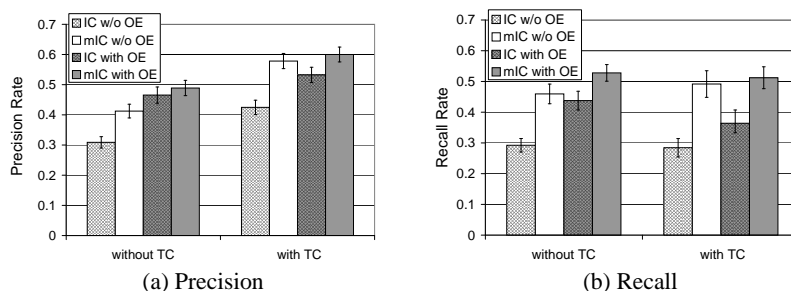 0.7
0.6
0.5
0.4
0.3
0.2
0.1
0
Precision Rate
IC w/o OE
mIC w/o OE
IC with OE
mIC with OE
without TC
with TC
(a) Precision
0.7
0.6
0.5
0.4
0.3
0.2
0.1
0
Recall Rate
IC w/o OE
mIC w/o OE
IC with OE
mIC with OE
without TC
with TC
(b) Recall